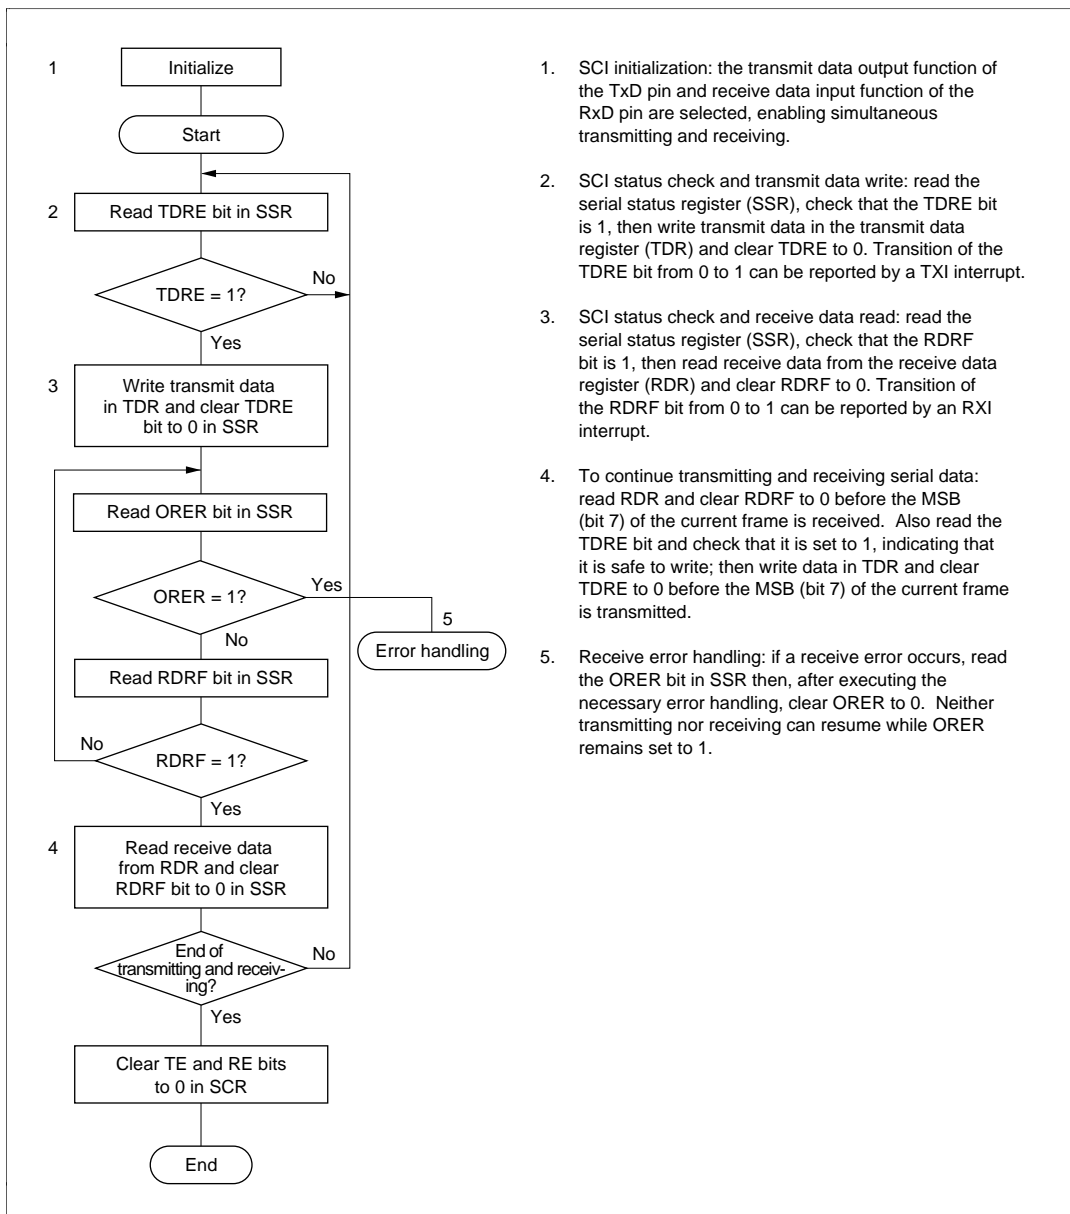 1
Initialize
Start
2
Read TDRE bit in SSR
TDRE = 1?
No
Yes
3
Write transmit data
in TDR and clear TDRE
bit to 0 in SSR
Read ORER bit in SSR
ORER = 1?
Yes
5
Error handling
No
Read RDRF bit in SSR
No
RDRF = 1?
Yes
4
Read receive data
from RDR and clear
RDRF bit to 0 in SSR
End of
transmitting and receiv-
ing?
No
Yes
Clear TE and RE bits
to 0 in SCR
End
1. SCI initialization: the transmit data output function of
the TxD pin and receive data input function of the
RxD pin are selected, enabling simultaneous
transmitting and receiving.
2. SCI status check and transmit data write: read the
serial status register (SSR), check that the TDRE bit
is 1, then write transmit data in the transmit data
register (TDR) and clear TDRE to 0. Transition of the
TDRE bit from 0 to 1 can be reported by a TXI interrupt.
3. SCI status check and receive data read: read the
serial status register (SSR), check that the RDRF
bit is 1, then read receive data from the receive data
register (RDR) and clear RDRF to 0. Transition of
the RDRF bit from 0 to 1 can be reported by an RXI
interrupt.
4. To continue transmitting and receiving serial data:
read RDR and clear RDRF to 0 before the MSB
(bit 7) of the current frame is received. Also read the
TDRE bit and check that it is set to 1, indicating that
it is safe to write; then write data in TDR and clear
TDRE to 0 before the MSB (bit 7) of the current frame
is transmitted.
5. Receive error handling: if a receive error occurs, read
the ORER bit in SSR then, after executing the
necessary error handling, clear ORER to 0. Neither
transmitting nor receiving can resume while ORER
remains set to 1.